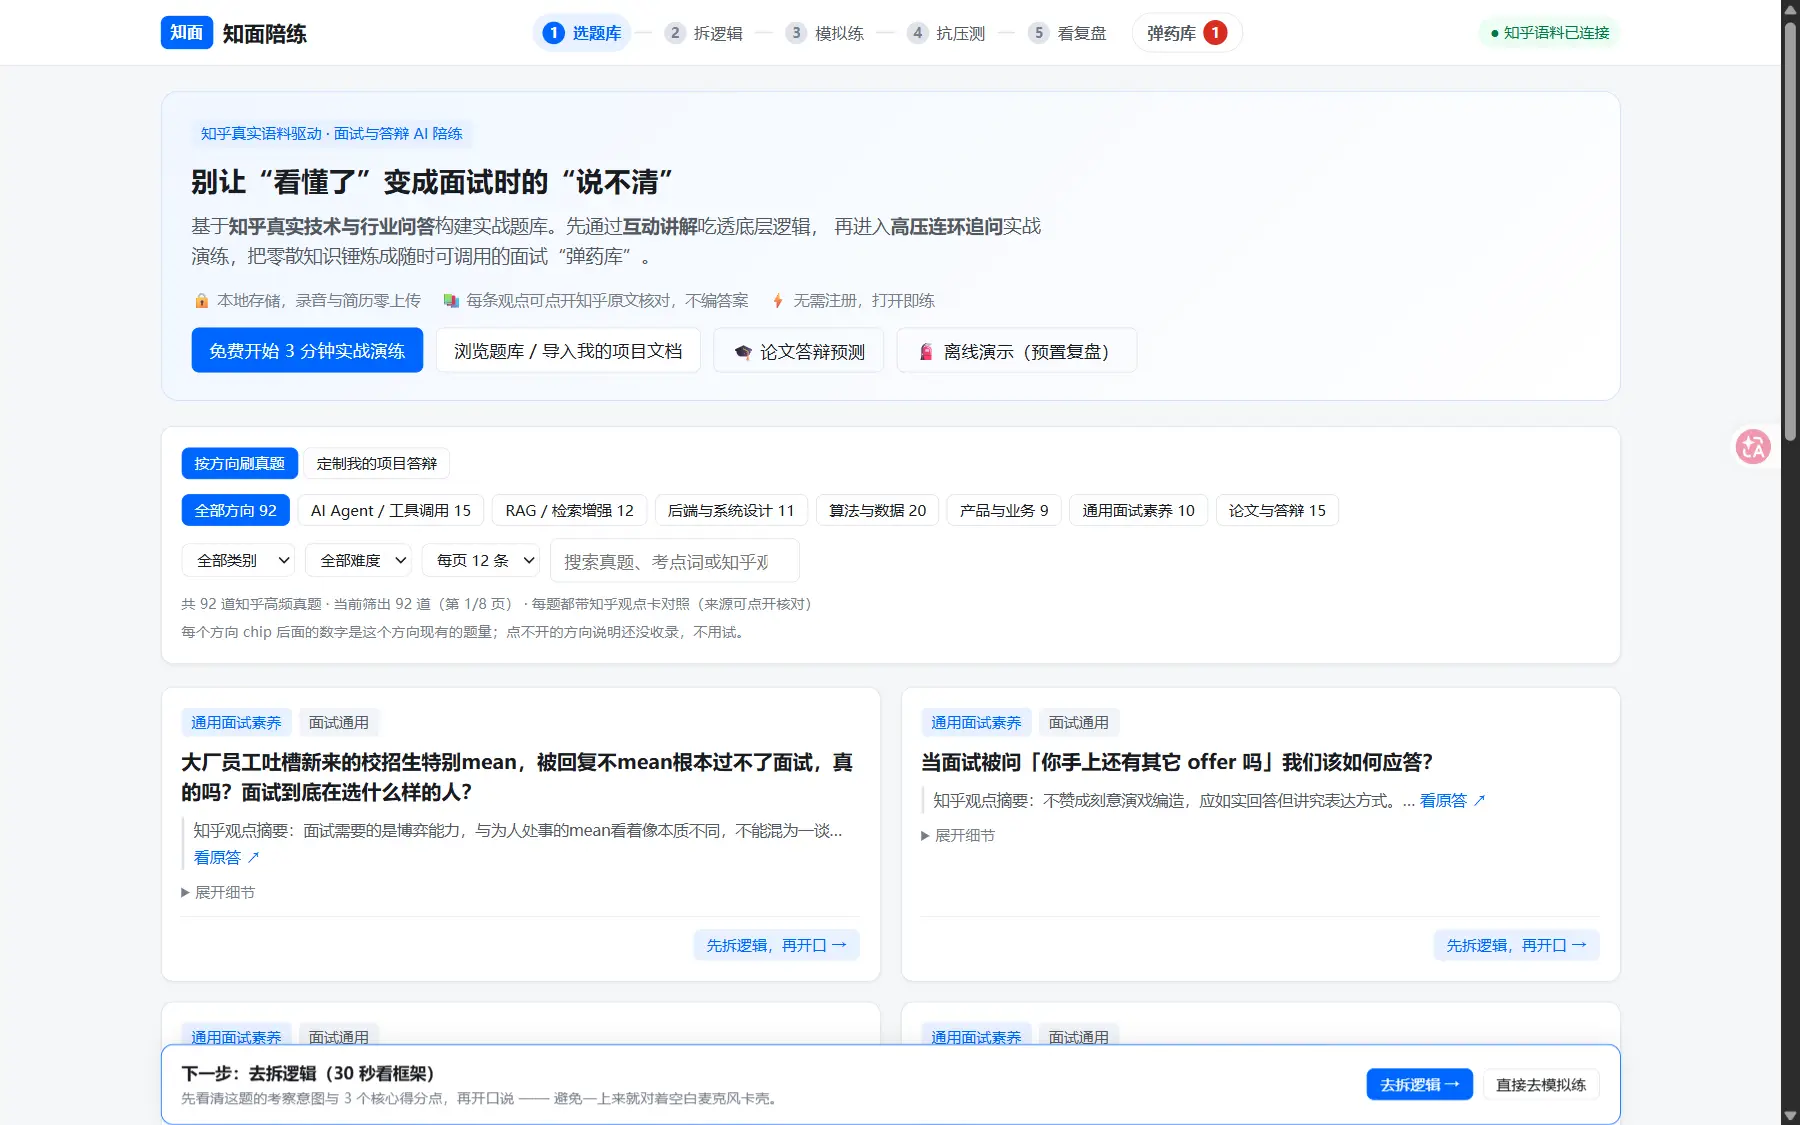 知面 知面陪练
1 选题库 2 拆逻辑 3 模拟练 4 抗压测 5 看复盘 弹药库 1
● 知乎语料已连接
知乎真实语料驱动 · 面试与答辩 AI 陪练
别让“看懂了”变成面试时的“说不清”
基于知乎真实技术与行业问答构建实战题库。先通过互动讲解吃透底层逻辑， 再进入高压连环追问实战
演练，把零散知识锤炼成随时可调用的面试“弹药库”。
本地存储，录音与简历零上传 每条观点可点开知乎原文核对，不编答案 无需注册，打开即练
免费开始 3 分钟实战演练 浏览题库 / 导入我的项目文档 论文答辩预测 离线演示（预置复盘）
按方向刷真题 定制我的项目答辩
全部方向 92 AI Agent / 工具调用 15 RAG / 检索增强 12 后端与系统设计 11 算法与数据 20 产品与业务 9 通用面试素养 10 论文与答辩 15
全部类别 全部难度 每页 12 条 搜索真题、考点词或知乎观
共 92 道知乎高频真题 · 当前筛出 92 道（第 1/8 页） · 每题都带知乎观点卡对照（来源可点开核对）
每个方向 chip 后面的数字是这个方向现有的题量；点不开的方向说明还没收录，不用试。
通用面试素养 面试通用
大厂员工吐槽新来的校招生特别mean，被回复不mean根本过不了面试，真
的吗？面试到底在选什么样的人？
知乎观点摘要：面试需要的是博弈能力，与为人处事的mean看着像本质不同，不能混为一谈...
看原答 ↗
▶ 展开细节
先拆逻辑，再开口 →
通用面试素养 面试通用
当面试被问「你手上还有其它 offer 吗」我们该如何应答？
知乎观点摘要：不赞成刻意演戏编造，应如实回答但讲究表达方式。... 看原答 ↗
▶ 展开细节
先拆逻辑，再开口 →
通用面试素养 面试通用
通用面试素养 面试通用
下一步：去拆逻辑（30 秒看框架）
先看清这题的考察意图与 3 个核心得分点，再开口说 —— 避免一上来就对着空白麦克风卡壳。
去拆逻辑 → 直接去模拟练